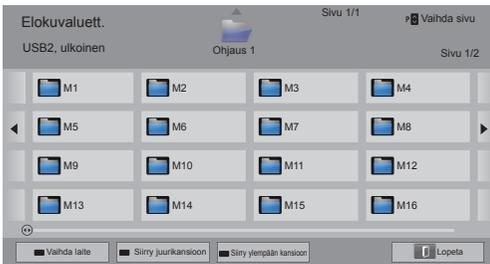 Elokuvaluett.
Sivu 1/1
P Vaihda sivu
USB2, ulkoinen
Ohjaus 1
Sivu 1/2
M1
M2
M3
M4
M5
M6
M7
M8
M9
M10
M11
M12
M13
M14
M15
M16
Vaihda laite
Siirry juurikansioon
Siirry ylempään kansioon
Lopeta